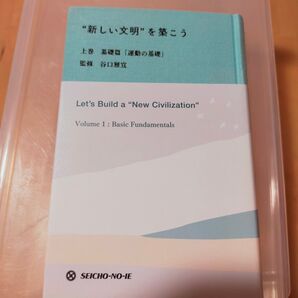 “新しい文明”を築こう
上巻 基礎篇「運動の基礎」
監修 谷口雅宣
Let's Build a “New Civilization”
Volume 1 : Basic Fundamentals
SEICHO-NO-IE